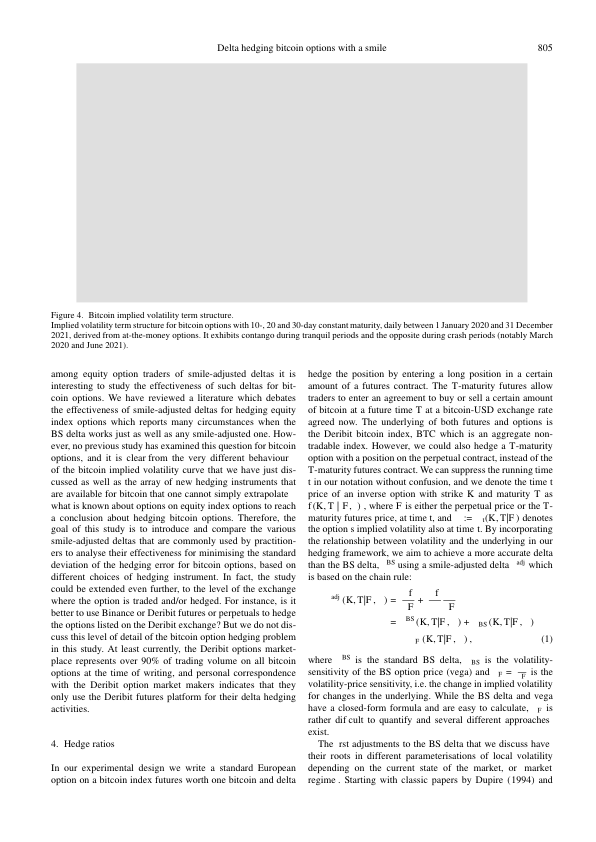 Delta hedging bitcoin options with a smile
805
Figure 4. Bitcoin implied volatility term structure.
Implied volatility term structure for bitcoin options with 10-, 20 and 30-day constant maturity, daily between 1 January 2020 and 31 December
2021, derived from at-the-money options. It exhibits contango during tranquil periods and the opposite during crash periods (notably March
2020 and June 2021).
among equity option traders of smile-adjusted deltas it is
interesting to study the effectiveness of such deltas for bit-
coin options. We have reviewed a literature which debates
the effectiveness of smile-adjusted deltas for hedging equity
index options which reports many circumstances when the
BS delta works just as well as any smile-adjusted one. How-
ever, no previous study has examined this question for bitcoin
options, and it is clear from the very different behaviour
of the bitcoin implied volatility curve that we have just dis-
cussed as well as the array of new hedging instruments that
are available for bitcoin that one cannot simply extrapolate
what is known about options on equity index options to reach
a conclusion about hedging bitcoin options. Therefore, the
goal of this study is to introduce and compare the various
smile-adjusted deltas that are commonly used by practition-
ers to analyse their effectiveness for minimising the standard
deviation of the hedging error for bitcoin options, based on
different choices of hedging instrument. In fact, the study
could be extended even further, to the level of the exchange
where the option is traded and/or hedged. For instance, is it
better to use Binance or Deribit futures or perpetuals to hedge
the options listed on the Deribit exchange? But we do not dis-
cuss this level of detail of the bitcoin option hedging problem
in this study. At least currently, the Deribit options market-
place represents over 90% of trading volume on all bitcoin
options at the time of writing, and personal correspondence
with the Deribit option market makers indicates that they
only use the Deribit futures platform for their delta hedging
activities.
4. Hedge ratios
In our experimental design we write a standard European
option on a bitcoin index futures worth one bitcoin and delta
hedge the position by entering a long position in a certain
amount of a futures contract. The T-maturity futures allow
traders to enter an agreement to buy or sell a certain amount
of bitcoin at a future time T at a bitcoin-USD exchange rate
agreed now. The underlying of both futures and options is
the Deribit bitcoin index, BTC which is an aggregate non-
tradable index. However, we could also hedge a T-maturity
option with a position on the perpetual contract, instead of the
T-maturity futures contract. We can suppress the running time
t in our notation without confusion, and we denote the time t
price of an inverse option with strike K and maturity T as
f(K, T | F, ) , where F is either the perpetual price or the T-
maturity futures price, at time t, and := t(K, T|F) denotes
the option s implied volatility also at time t. By incorporating
the relationship between volatility and the underlying in our
hedging framework, we aim to achieve a more accurate delta
than the BS delta, BS using a smile-adjusted delta adj which
is based on the chain rule:
adj (K, T|F , ) = f/F + f/ /F
= BS (K, T|F , ) + BS (K, T|F , )
F (K, T|F , ) , (1)
where BS is the standard BS delta, BS is the volatility-
sensitivity of the BS option price (vega) and F = /F is the
volatility-price sensitivity, i.e. the change in implied volatility
for changes in the underlying. While the BS delta and vega
have a closed-form formula and are easy to calculate, F is
rather dif cult to quantify and several different approaches
exist.
The rst adjustments to the BS delta that we discuss have
their roots in different parameterisations of local volatility
depending on the current state of the market, or market
regime . Starting with classic papers by Dupire (1994) and